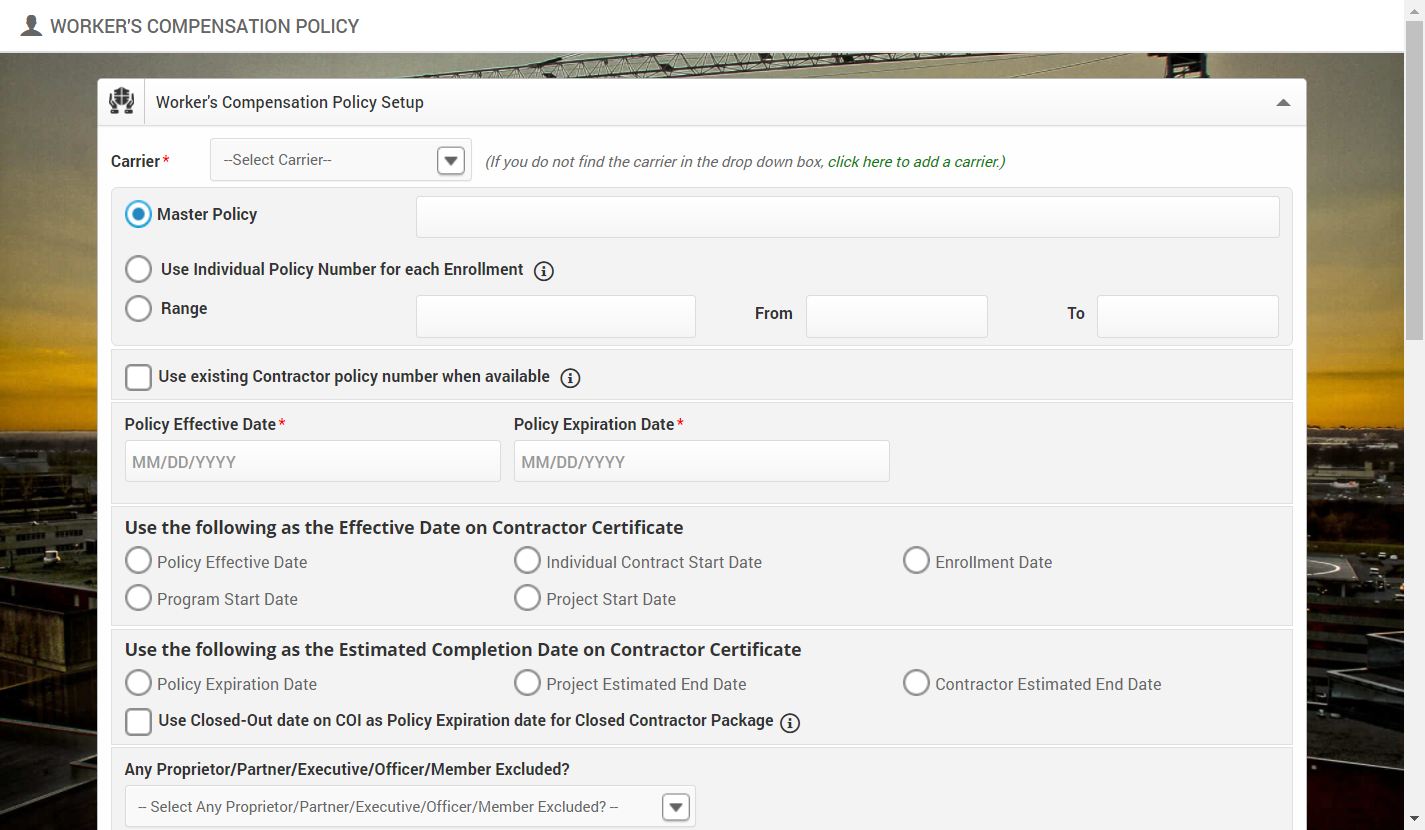 WORKER'S COMPENSATION POLICY
Worker's Compensation Policy Setup
Carrier* --Select Carrier-- (If you do not find the carrier in the drop down box, click here to add a carrier.)
Master Policy
Use Individual Policy Number for each Enrollment
Range From To
Use existing Contractor policy number when available
Policy Effective Date* Policy Expiration Date*
MM/DD/YYYY MM/DD/YYYY
Use the following as the Effective Date on Contractor Certificate
Policy Effective Date Individual Contract Start Date Enrollment Date
Program Start Date Project Start Date
Use the following as the Estimated Completion Date on Contractor Certificate
Policy Expiration Date Project Estimated End Date Contractor Estimated End Date
Use Closed-Out date on COI as Policy Expiration date for Closed Contractor Package
Any Proprietor/Partner/Executive/Officer/Member Excluded?
-- Select Any Proprietor/Partner/Executive/Officer/Member Excluded? --